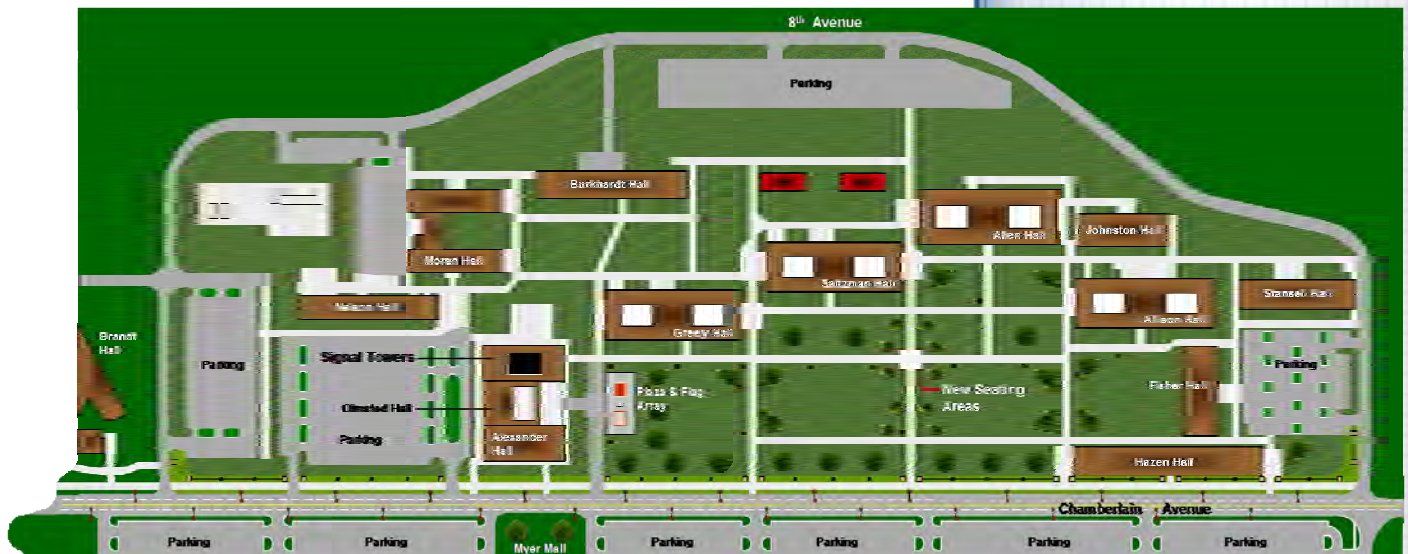 8th Avenue
Parking
Burkhardt Hall
Allen Hall
Johnston Hall
Moran Hall
Saltzman Hall
Nelson Hall
Stansell Hall
Allison Hall
Greely Hall
Brandt
Hall
Signal Towers
Parking
Parking
Fisher Hall
Plaza & Flag
Array
New Seating
Areas
Olmsted Hall
Parking
Alexander
Hall
Hazen Hall
Chamberlain Avenue
Parking
Parking
Myer Mall
Parking
Parking
Parking
Parking